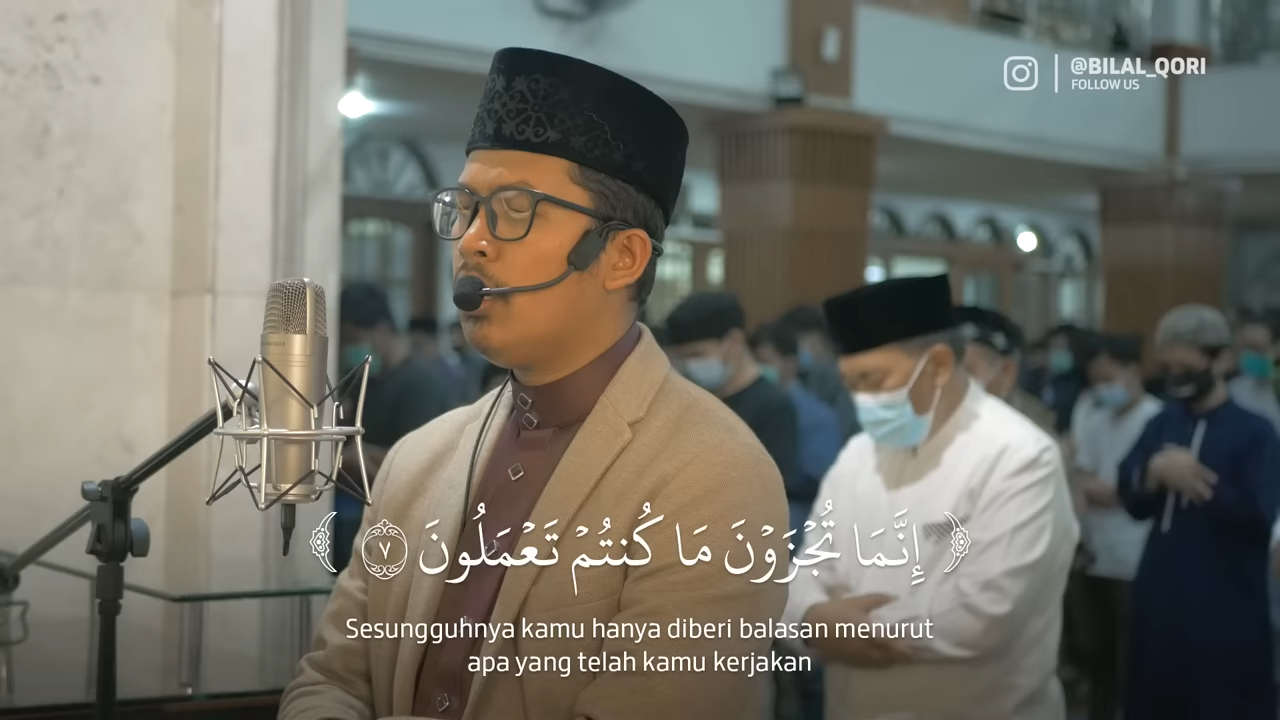 @BILAL_QORI
FOLLOW US
﴿ إِنَّمَا تُجْزَوْنَ مَا كُنتُمْ تَعْمَلُونَ ٧ ﴾
Sesungguhnya kamu hanya diberi balasan menurut
apa yang telah kamu kerjakan